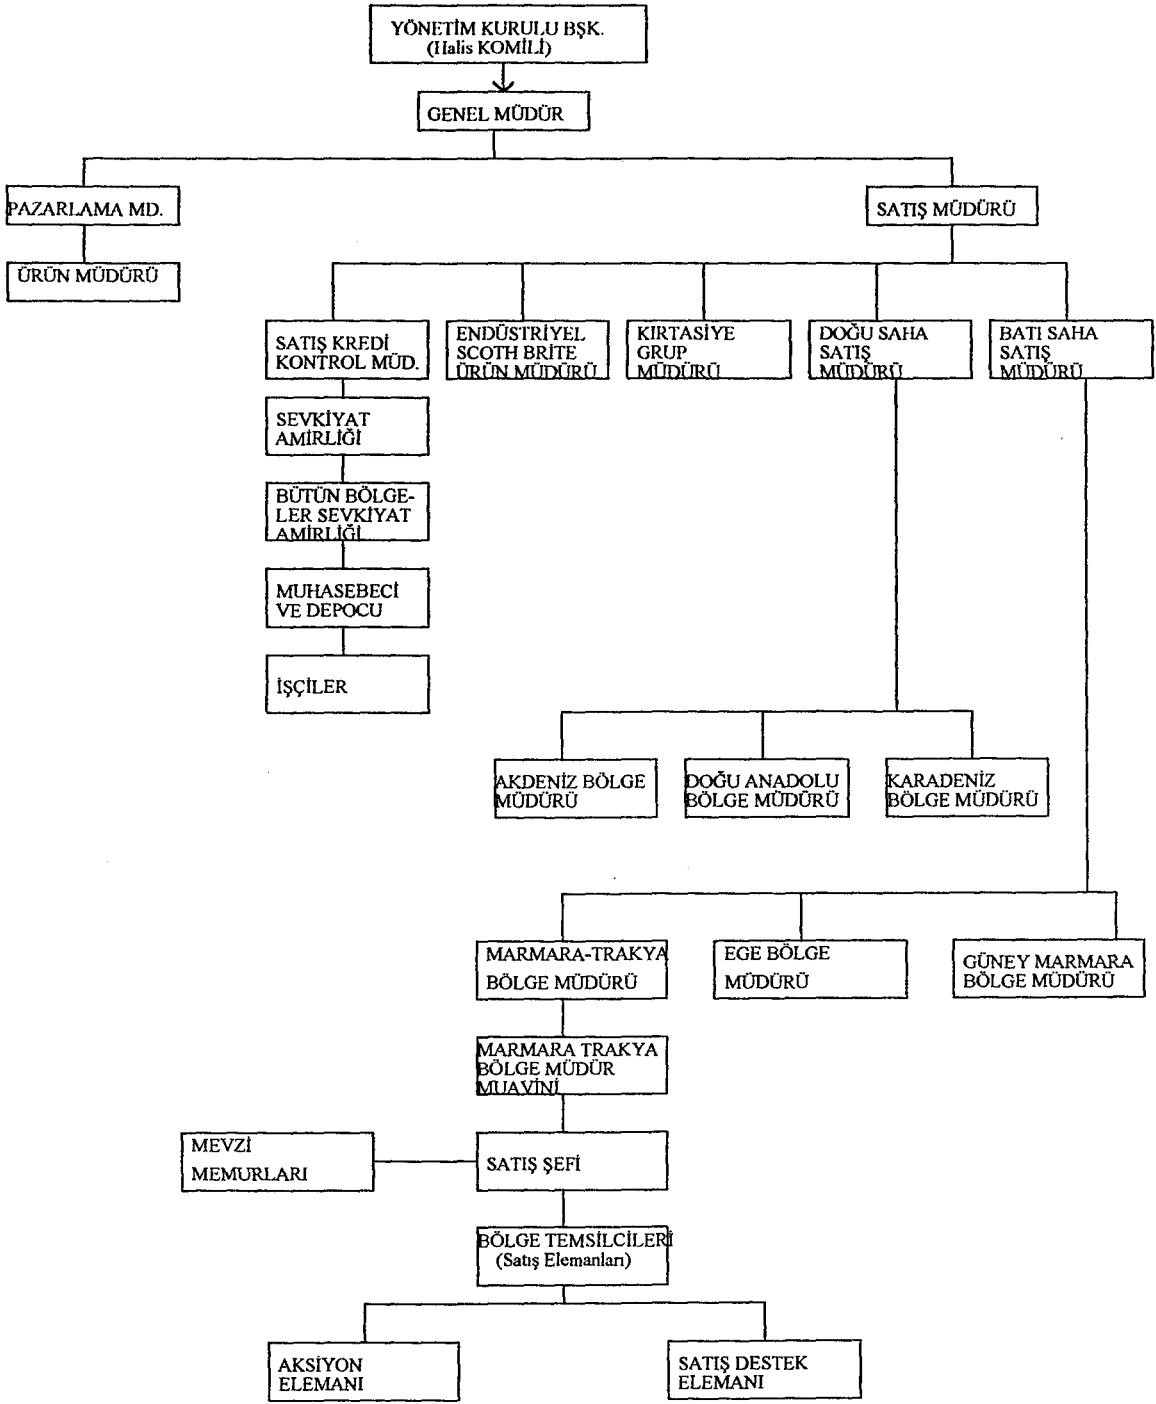 YÖNETİM KURULU BŞK.
(Halis KOMİLİ)
GENEL MÜDÜR
PAZARLAMA MD.
SATIŞ MÜDÜRÜ
ÜRÜN MÜDÜRÜ
SATIŞ KREDİ
KONTROL MÜD.
ENDÜSTRİYEL
SCOTH BRİTE
ÜRÜN MÜDÜRÜ
KIRTASİYE
GRUP
MÜDÜRÜ
DOĞU SAHA
SATIŞ
MÜDÜRÜ
BATI SAHA
SATIŞ
MÜDÜRÜ
SEVKİYAT
AMİRLİĞİ
BÜTÜN BÖLGE-
LER SEVKİYAT
AMİRLİĞİ
MUHASEBECİ
VE DEPOCU
İŞÇİLER
AKDENİZ BÖLGE
MÜDÜRÜ
DOĞU ANADOLU
BÖLGE MÜDÜRÜ
KARADENİZ
BÖLGE MÜDÜRÜ
MARMARA-TRAKYA
BÖLGE MÜDÜRÜ
EGE BÖLGE
MÜDÜRÜ
GÜNEY MARMARA
BÖLGE MÜDÜRÜ
MARMARA TRAKYA
BÖLGE MÜDÜR
MUAVİNİ
MEVZİ
MEMURLARI
SATIŞ ŞEFİ
BÖLGE TEMSİLCİLERİ
(Satış Elemanları)
AKSİYON
ELEMANI
SATIŞ DESTEK
ELEMANI